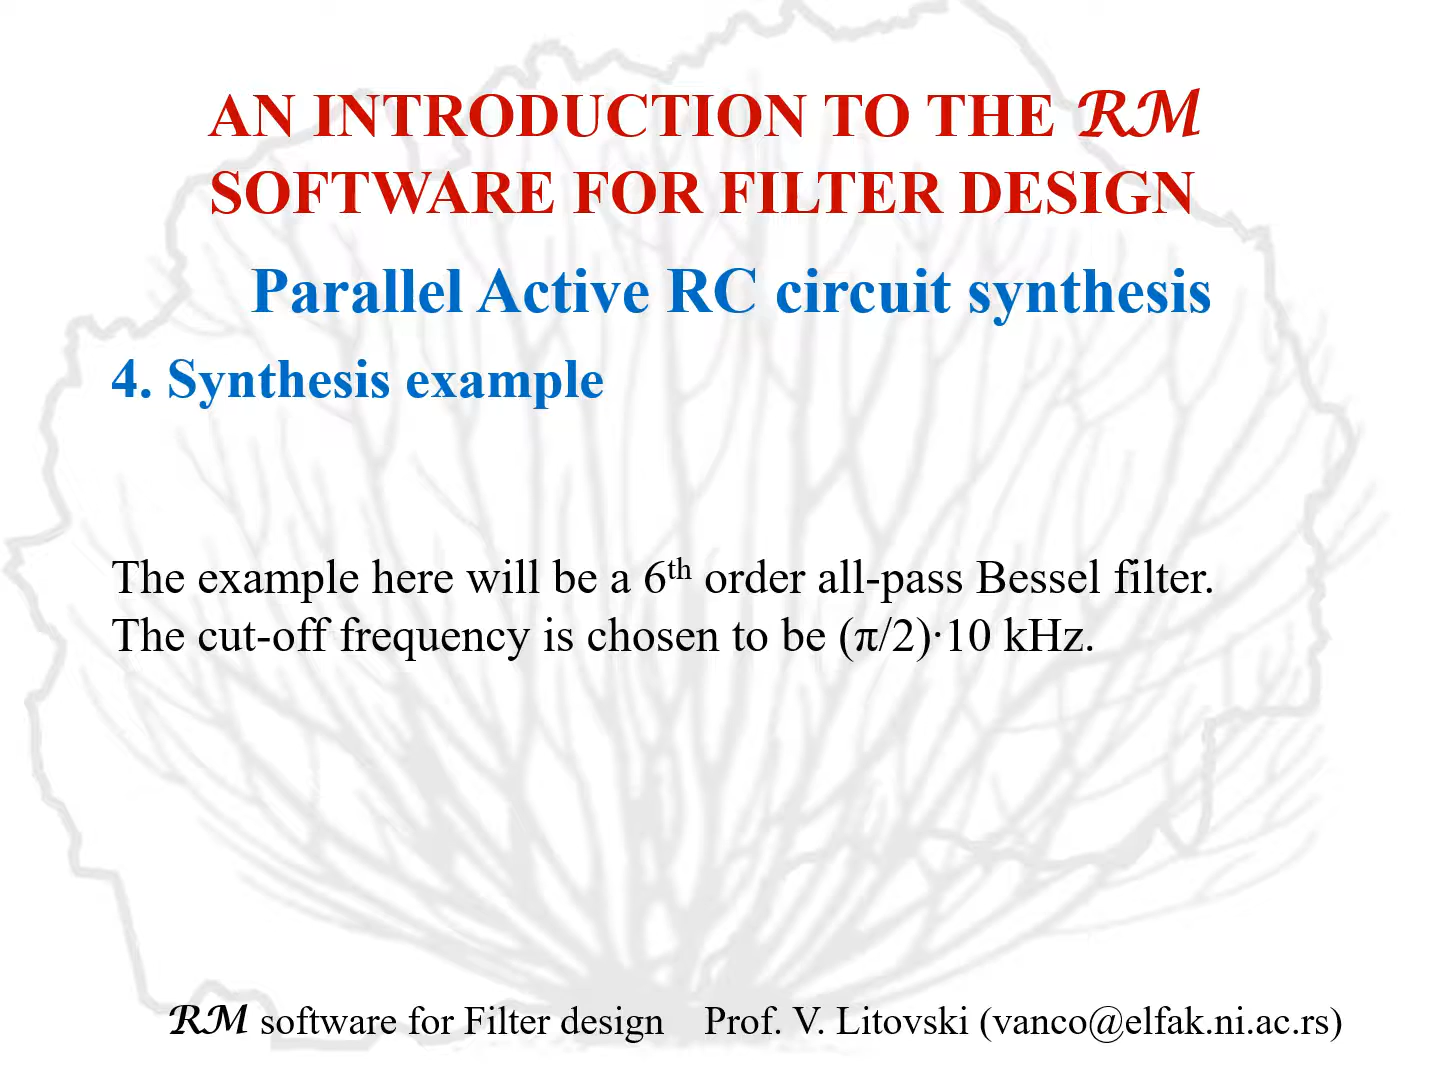 AN INTRODUCTION TO THE RM
SOFTWARE FOR FILTER DESIGN
Parallel Active RC circuit synthesis
4. Synthesis example
The example here will be a 6th order all-pass Bessel filter.
The cut-off frequency is chosen to be (π/2)·10 kHz.
RM software for Filter design Prof. V. Litovski (vanco@elfak.ni.ac.rs)